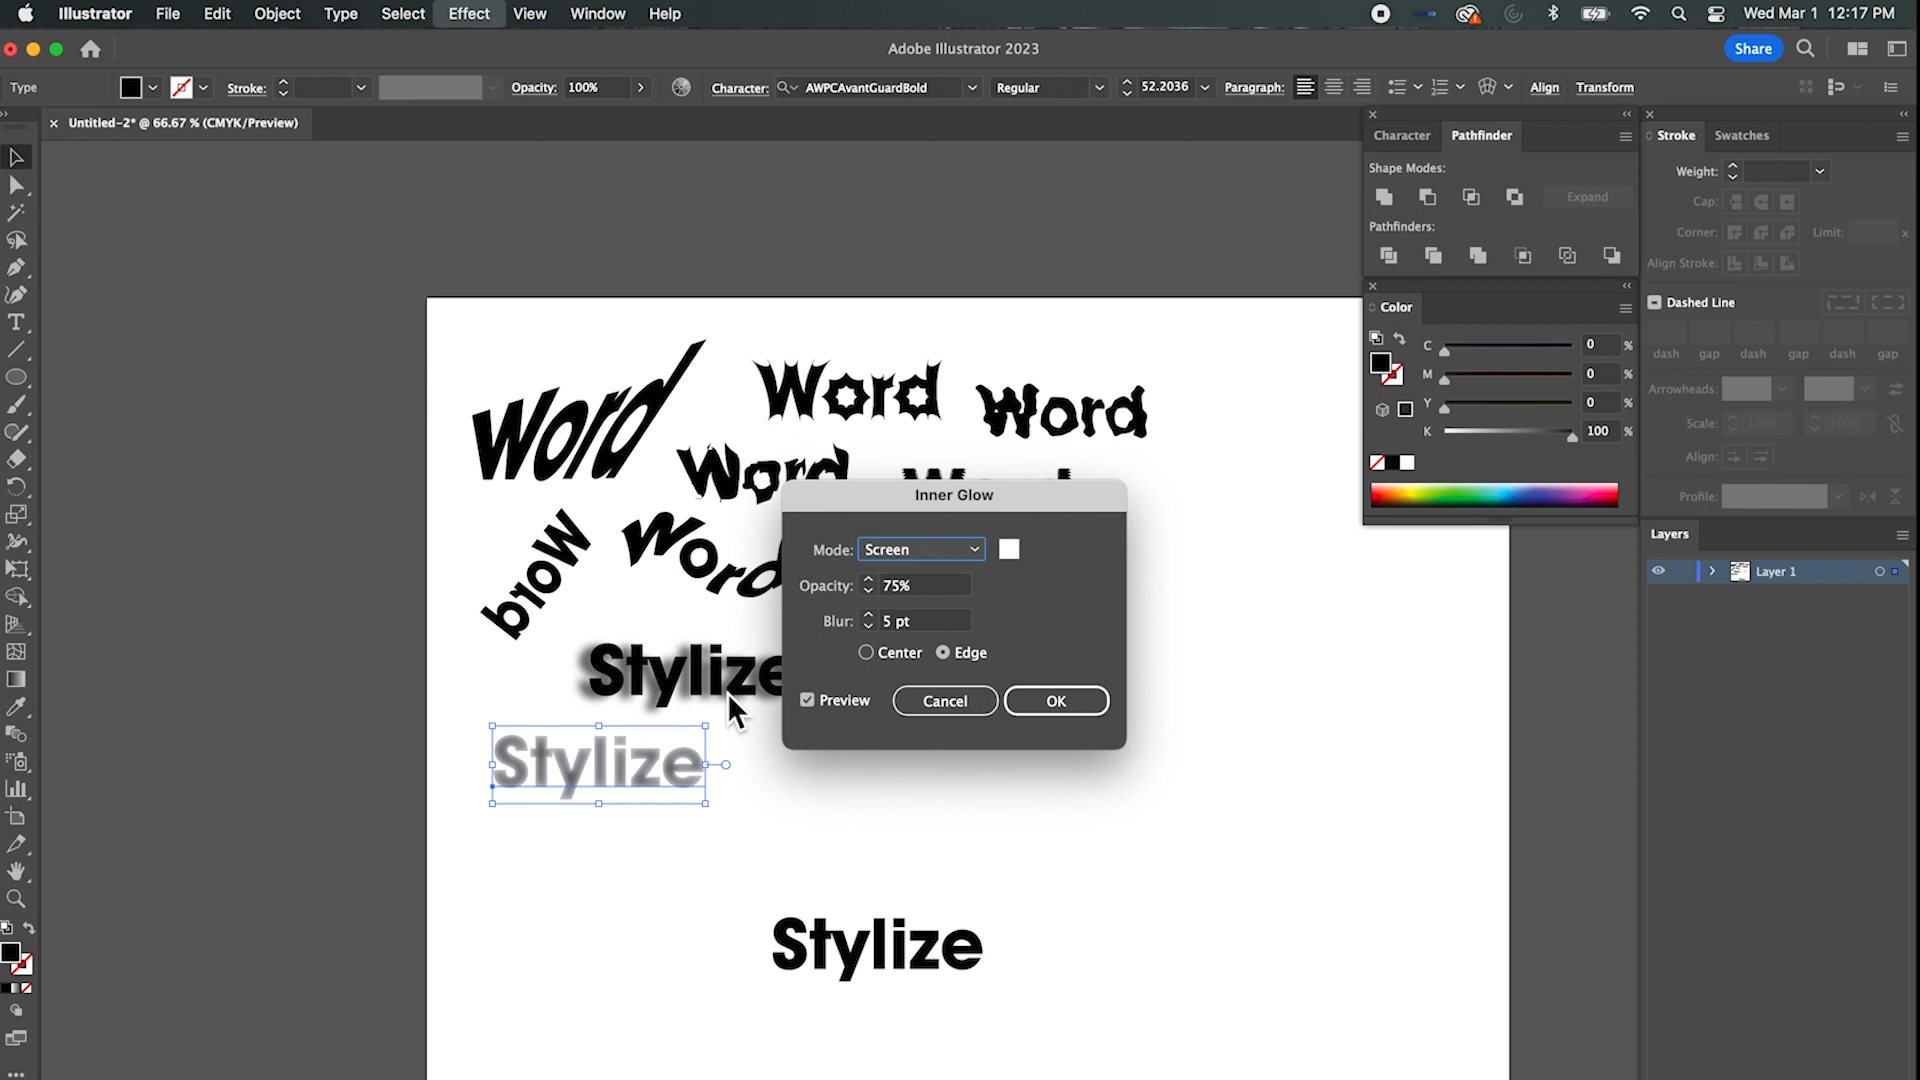 Illustrator File Edit Object Type Select Effect View Window Help Wed Mar 1 12:17 PM
Adobe Illustrator 2023 Share
Type Stroke: Opacity: 100% Character: AWPCAvantGuardBold Regular 52.2036 Paragraph: Align Transform
× Untitled-2* @ 66.67 % (CMYK/Preview)
Character Pathfinder
Shape Modes:
Expand
Pathfinders:
Color
C 0 %
M 0 %
Y 0 %
K 100 %
Stroke Swatches
Weight:
Cap:
Corner: Limit: x
Align Stroke:
Dashed Line
dash gap dash gap dash gap
Arrowheads:
Scale: 100% 100%
Align:
Profile:
Layers
Layer 1
Word Word Word
Word Word
Word Word
Stylize
Stylize
Stylize
Inner Glow
Mode: Screen
Opacity: 75%
Blur: 5 pt
Center Edge
Preview Cancel OK